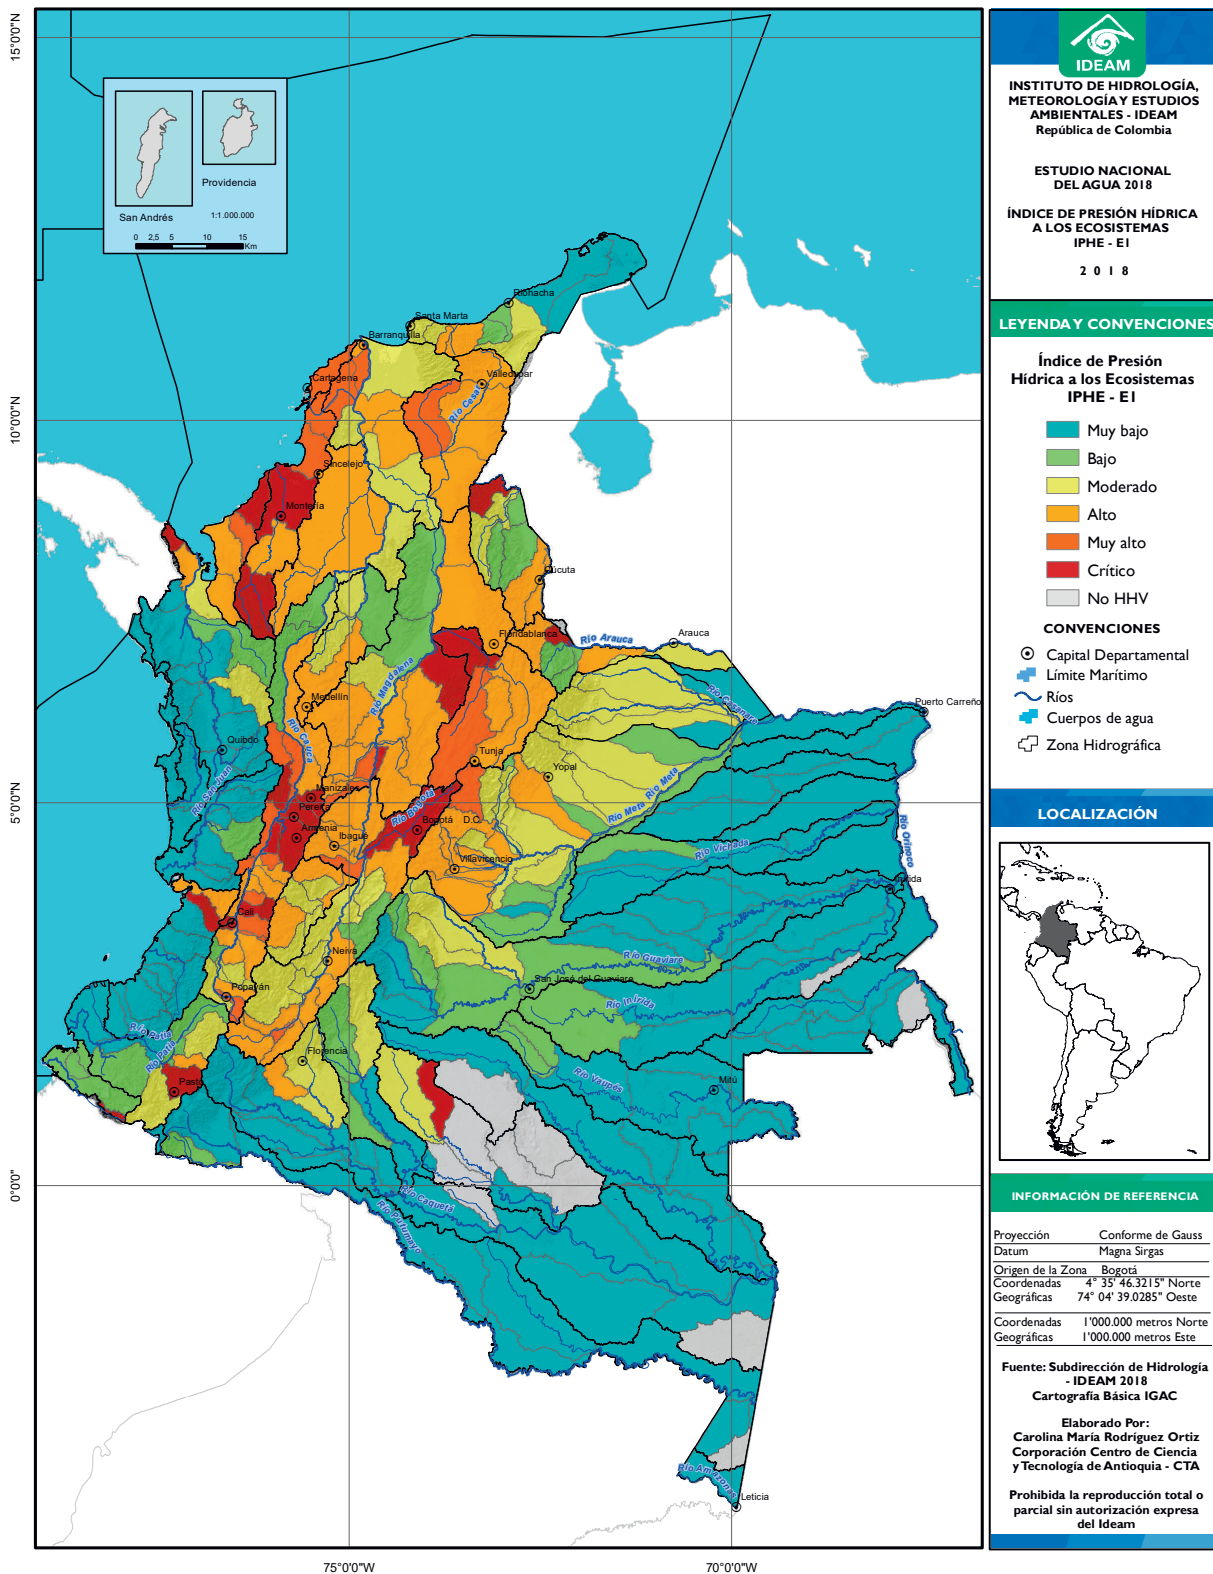 15°0'0"N
10°0'0"N
5°0'0"N
0°0'0"
75°0'0"W
70°0'0"W
San Andrés
Providencia
1:1.000.000
0 2,5 5 10 15
Km
Riohacha
Santa Marta
Barranquilla
Cartagena
Valledupar
Río Cesar
Sincelejo
Montería
Cúcuta
Floridablanca
Río Arauca
Arauca
Río Magdalena
Medellín
Río Casanare
Puerto Carreño
Río Cauca
Quibdo
Tunja
Yopal
Río San Juan
Manizales
Pereira
Río Bogotá
Río Meta
Río Meta
Armenia
Ibagué
Bogotá D.C.
Río Orinoco
Villavicencio
Río Vichada
Inírida
Cali
Neiva
Río Guaviare
San José del Guaviare
Popayán
Río Inírida
Río Patía
Río Patía
Florencia
Pasto
Río Vaupés
Mitú
Río Caquetá
Río Putumayo
Río Amazonas
Leticia
IDEAM
INSTITUTO DE HIDROLOGÍA,
METEOROLOGÍA Y ESTUDIOS
AMBIENTALES - IDEAM
República de Colombia
ESTUDIO NACIONAL
DEL AGUA 2018
ÍNDICE DE PRESIÓN HÍDRICA
A LOS ECOSISTEMAS
IPHE - E1
2 0 1 8
LEYENDA Y CONVENCIONES
Índice de Presión
Hídrica a los Ecosistemas
IPHE - E1
Muy bajo
Bajo
Moderado
Alto
Muy alto
Crítico
No HHV
CONVENCIONES
Capital Departamental
Límite Marítimo
Ríos
Cuerpos de agua
Zona Hidrográfica
LOCALIZACIÓN
INFORMACIÓN DE REFERENCIA
Proyección Conforme de Gauss
Datum Magna Sirgas
Origen de la Zona Bogotá
Coordenadas 4° 35' 46.3215" Norte
Geográficas 74° 04' 39.0285" Oeste
Coordenadas 1'000.000 metros Norte
Geográficas 1'000.000 metros Este
Fuente: Subdirección de Hidrología
- IDEAM 2018
Cartografía Básica IGAC
Elaborado Por:
Carolina María Rodríguez Ortiz
Corporación Centro de Ciencia
y Tecnología de Antioquia - CTA
Prohibida la reproducción total o
parcial sin autorización expresa
del Ideam